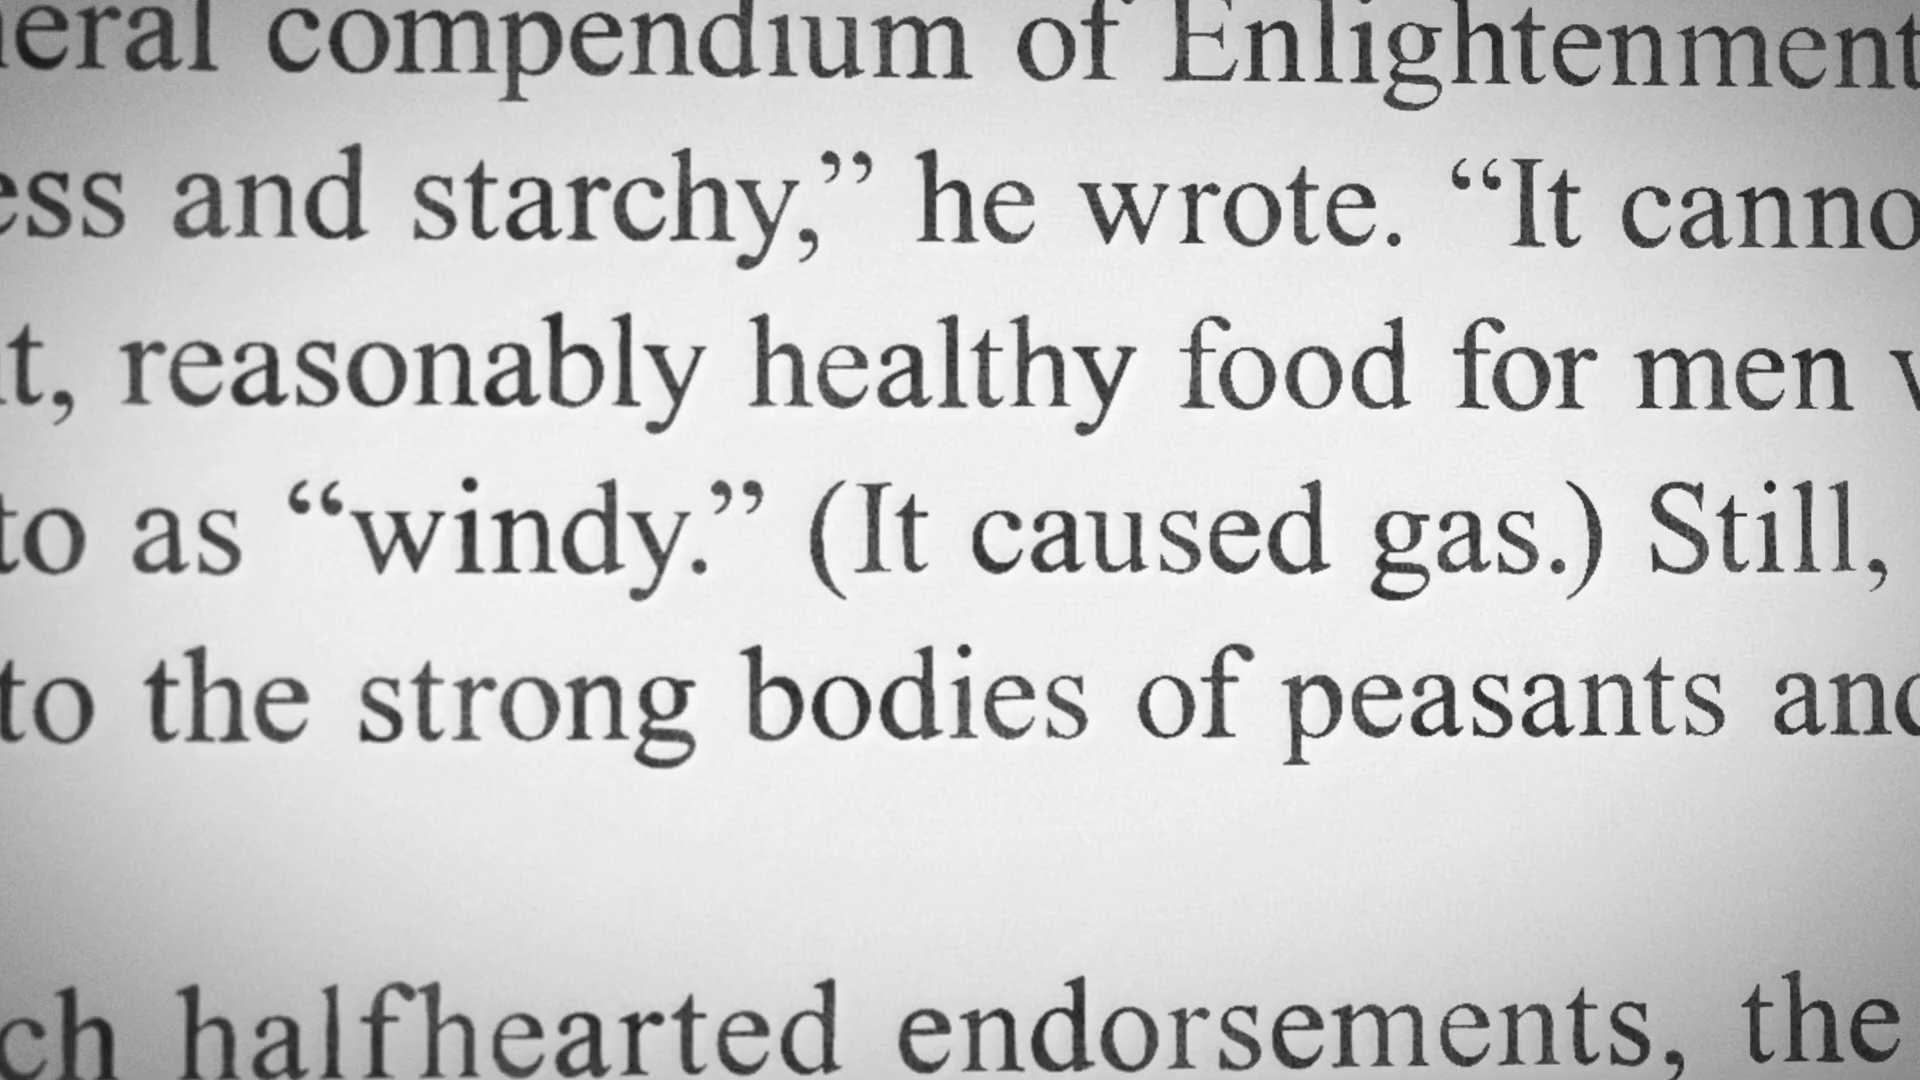 neral compendium of Enlightenment
ess and starchy,” he wrote. “It canno
t, reasonably healthy food for men
to as “windy.” (It caused gas.) Still,
to the strong bodies of peasants and
ch halfhearted endorsements, the